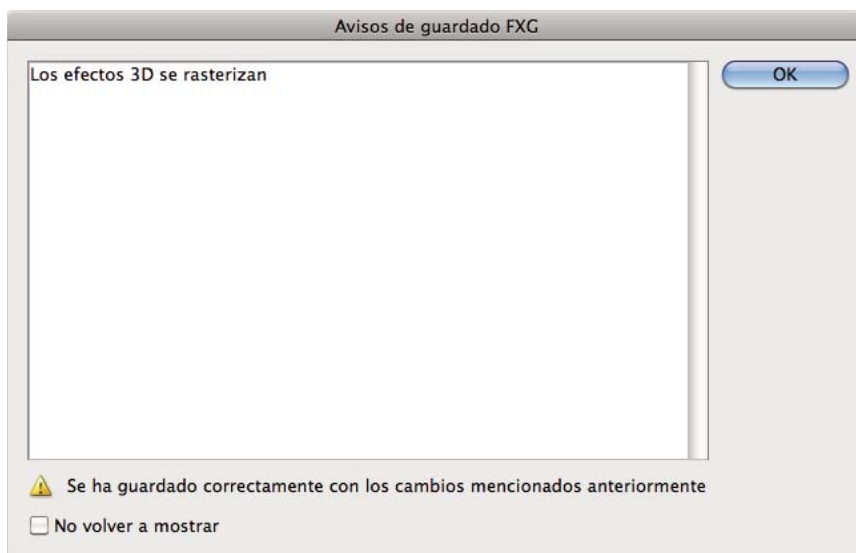 Avisos de guardado FXG
Los efectos 3D se rasterizan
OK
Se ha guardado correctamente con los cambios mencionados anteriormente
No volver a mostrar